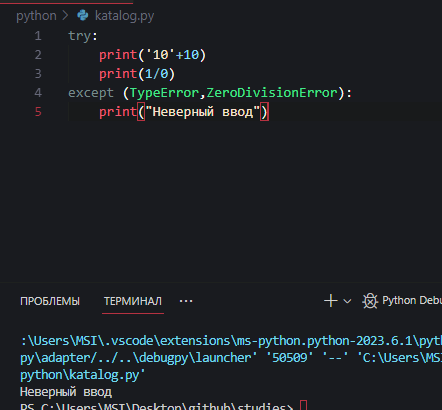 python > katalog.py
1 try:
2 print('10'+10)
3 print(1/0)
4 except (TypeError,ZeroDivisionError):
5 print("Неверный ввод")
ПРОБЛЕМЫ ТЕРМИНАЛ ··· + Python Deb
:\Users\MSI\.vscode\extensions\ms-python.python-2023.6.1\pyth
py\adapter/../..\debugpy\launcher' '50509' '--' 'C:\Users\MSI
python\katalog.py'
Неверный ввод
PS C:\Users\MSI\Desktop\github\studies>